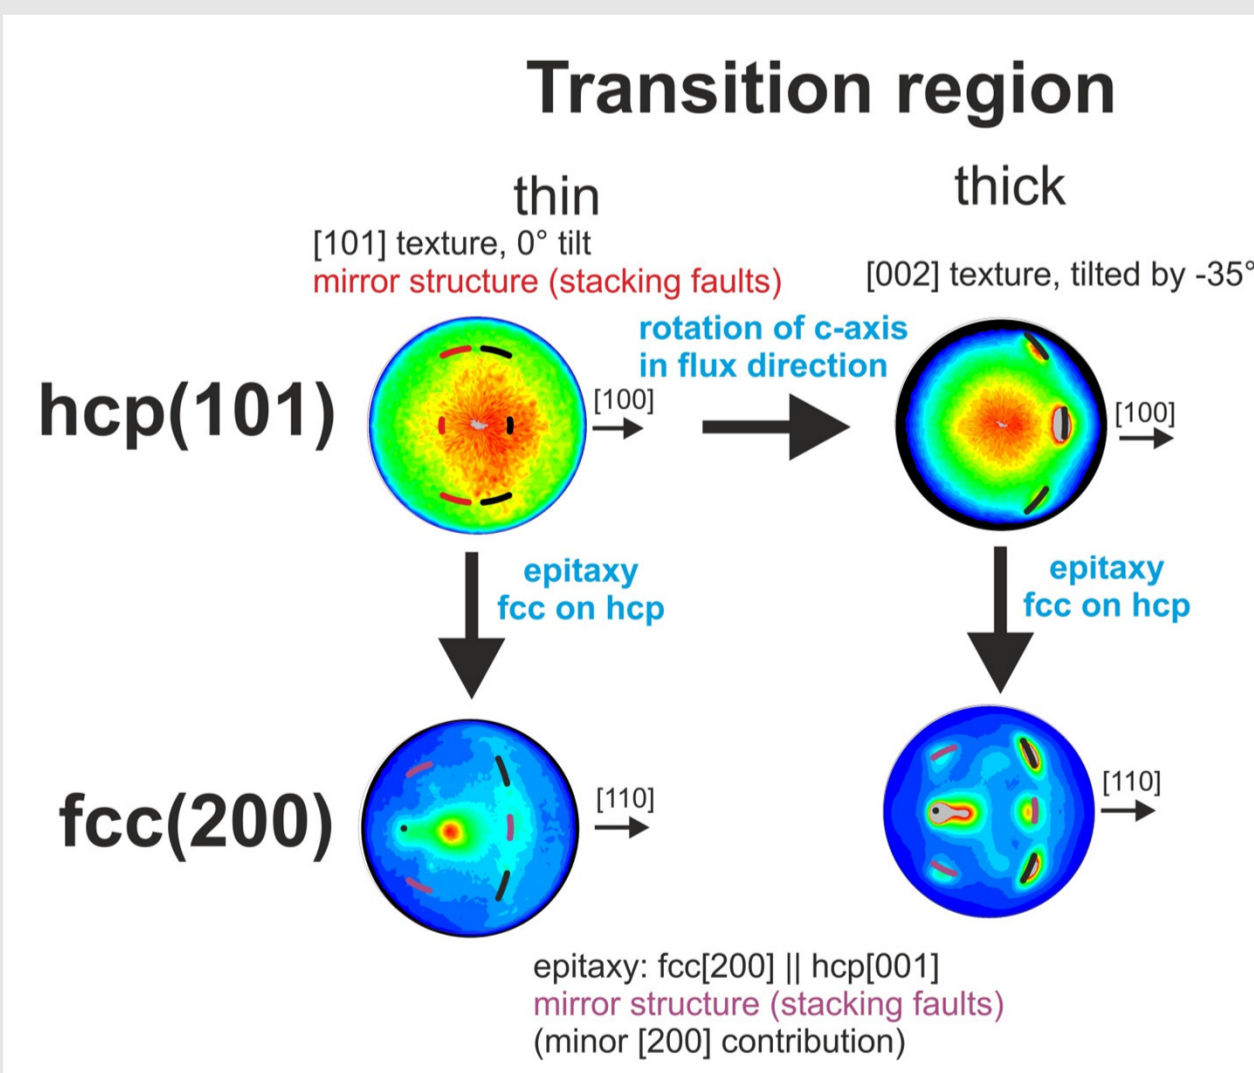 Transition region
thin
thick
[101] texture, 0° tilt
mirror structure (stacking faults)
[002] texture, tilted by -35°
rotation of c-axis
in flux direction
hcp(101)
[100]
[100]
epitaxy
fcc on hcp
epitaxy
fcc on hcp
fcc(200)
[110]
[110]
epitaxy: fcc[200] || hcp[001]
mirror structure (stacking faults)
(minor [200] contribution)